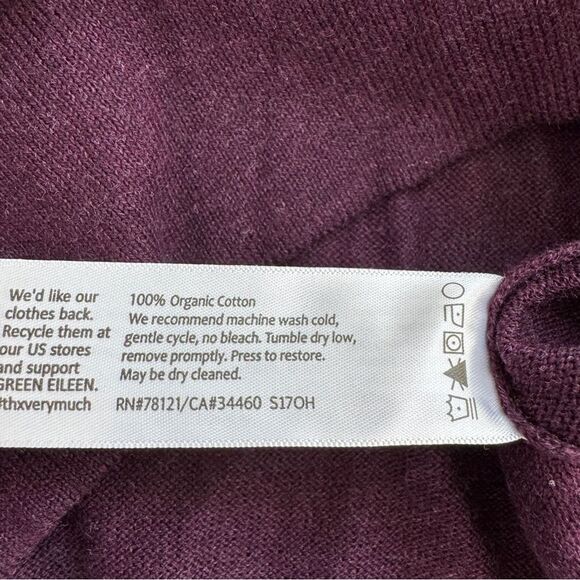 We'd like our
clothes back.
Recycle them at
our US stores
and support
GREEN EILEEN.
#thxverymuch
100% Organic Cotton
We recommend machine wash cold,
gentle cycle, no bleach. Tumble dry low,
remove promptly. Press to restore.
May be dry cleaned.
RN#78121/CA#34460 S17OH